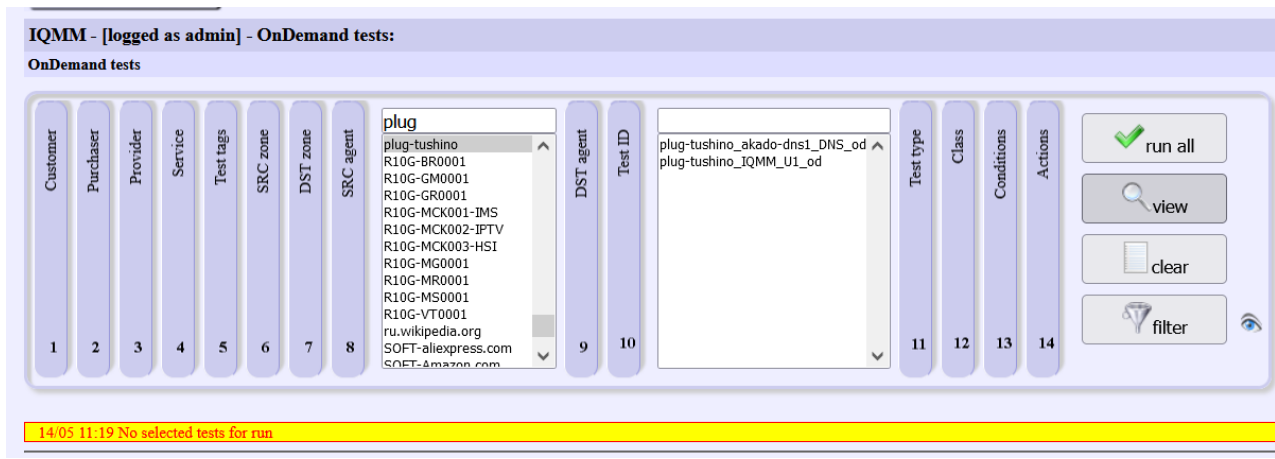 IQMM - [logged as admin] - OnDemand tests:
OnDemand tests
Customer
1
Purchaser
2
Provider
3
Service
4
Test tags
5
SRC zone
6
DST zone
7
SRC agent
8
plug
plug-tushino
R10G-BR0001
R10G-GM0001
R10G-GR0001
R10G-MCK001-IMS
R10G-MCK002-IPTV
R10G-MCK003-HSI
R10G-MG0001
R10G-MR0001
R10G-MS0001
R10G-VT0001
ru.wikipedia.org
SOFT-aliexpress.com
SOFT-Amazon.com
DST agent
9
Test ID
10
plug-tushino_akado-dns1_DNS_od
plug-tushino_IQMM_U1_od
Test type
11
Class
12
Conditions
13
Actions
14
run all
view
clear
filter
14/05 11:19 No selected tests for run